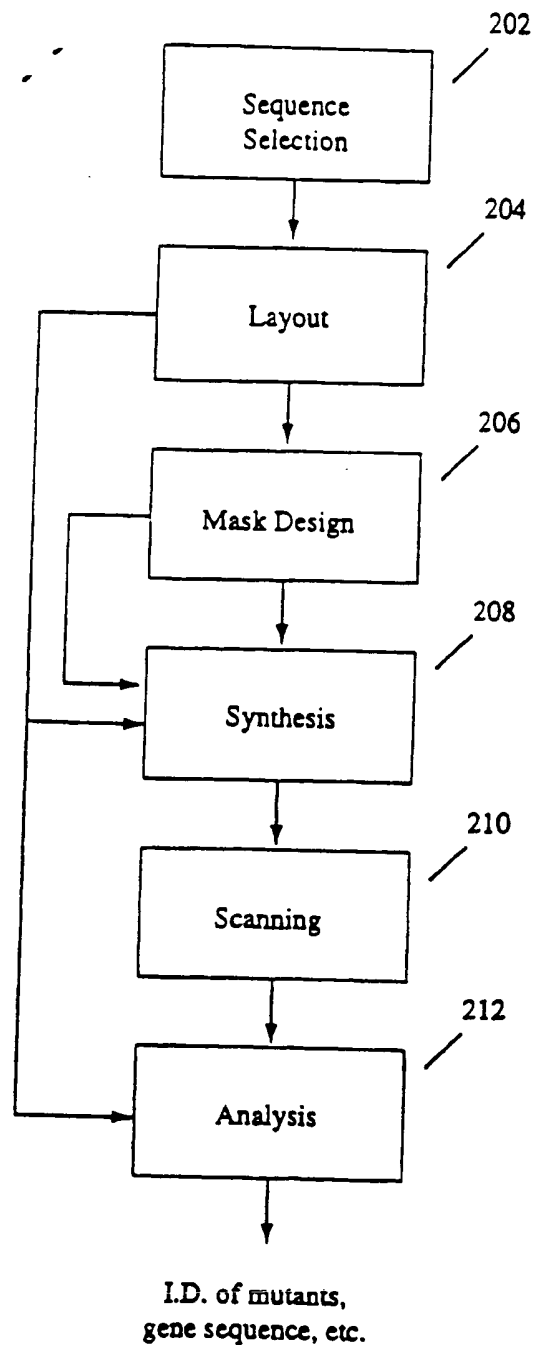 202
Sequence
Selection
204
Layout
206
Mask Design
208
Synthesis
210
Scanning
212
Analysis
I.D. of mutants,
gene sequence, etc.